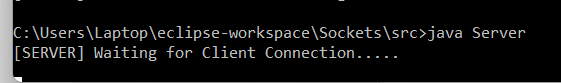 C:\Users\Laptop\eclipse-workspace\Sockets\src>java Server
[SERVER] Waiting for Client Connection.....